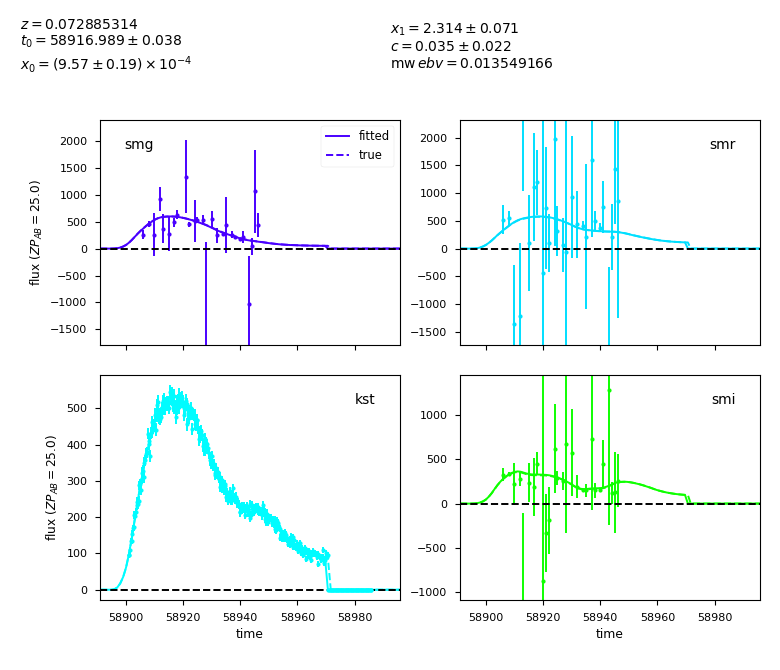 z = 0.072885314
t₀ = 58916.989 ± 0.038
x₀ = (9.57 ± 0.19) × 10⁻⁴
x₁ = 2.314 ± 0.071
c = 0.035 ± 0.022
mw ebv = 0.013549166
smg
fitted
true
2000
1500
1000
500
0
−500
−1000
−1500
flux (ZP_AB = 25.0)
smr
2000
1500
1000
500
0
−500
−1000
−1500
kst
500
400
300
200
100
0
flux (ZP_AB = 25.0)
58900 58920 58940 58960 58980
time
smi
1000
500
0
−500
−1000
58900 58920 58940 58960 58980
time